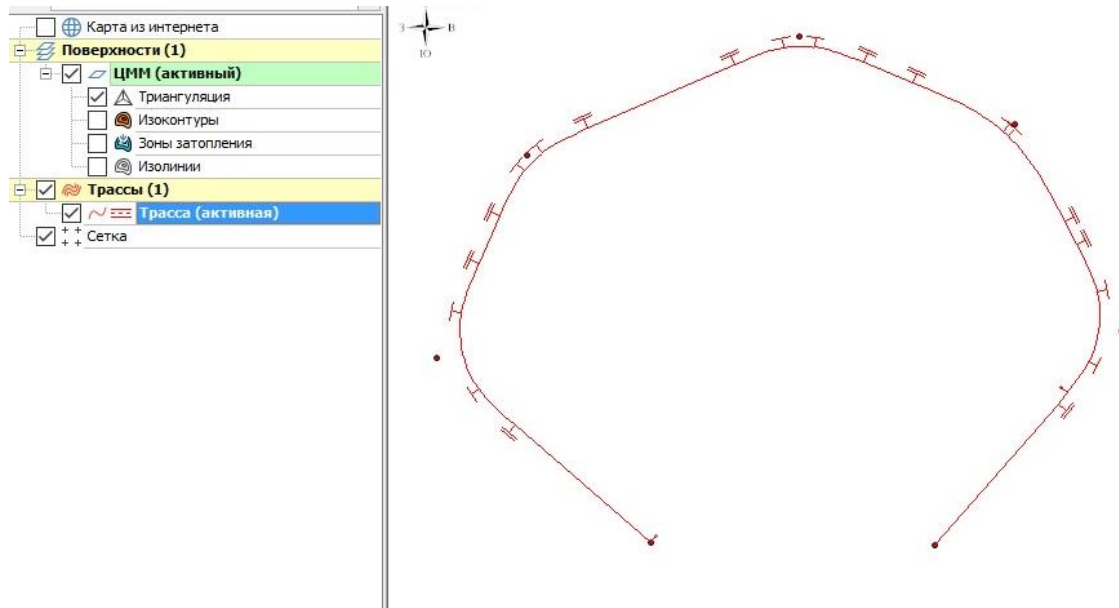 Карта из интернета
Поверхности (1)
ЦММ (активный)
Триангуляция
Изоконтуры
Зоны затопления
Изолинии
Трассы (1)
Трасса (активная)
Сетка
З В
Ю